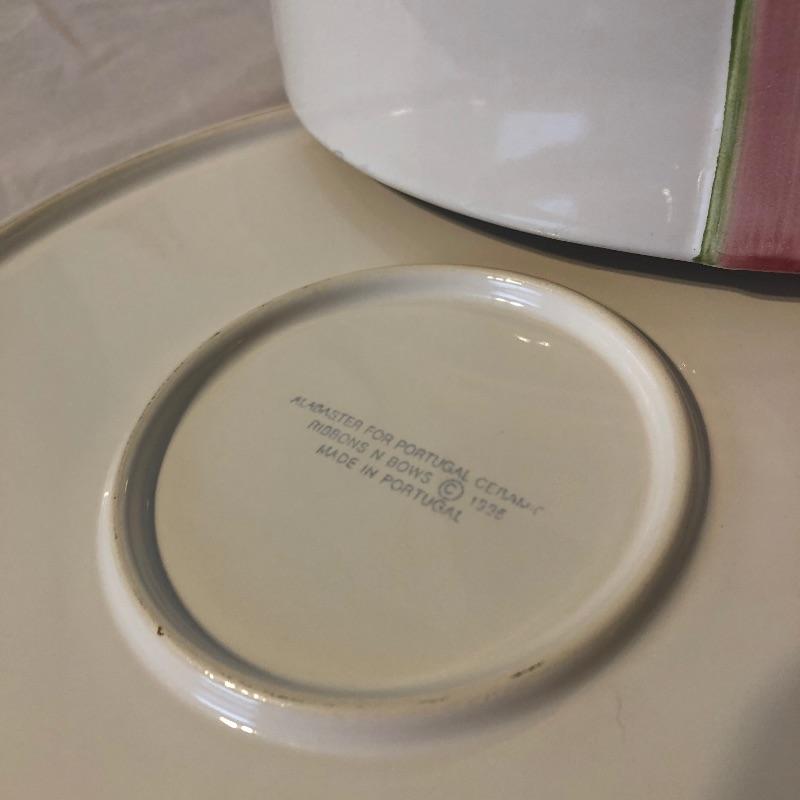 ALABASTER FOR PORTUGAL CERAMIC
RIBBONS N BOWS ©
MADE IN PORTUGAL